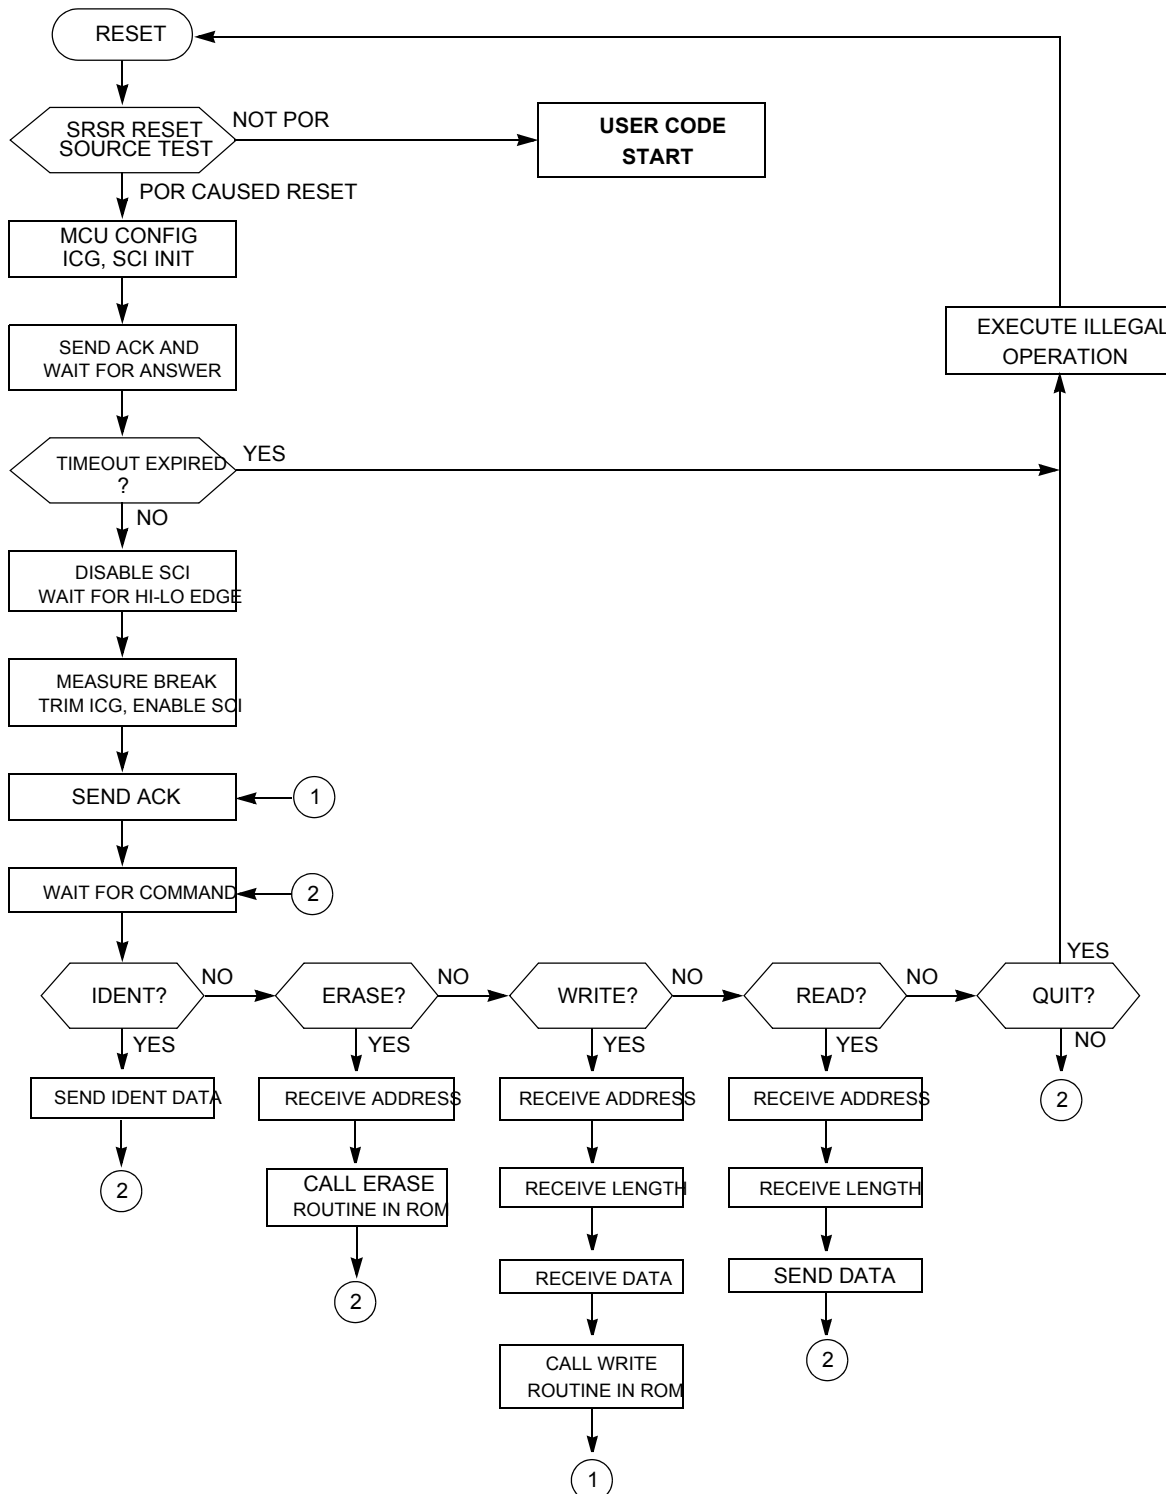 RESET
SRSR RESET
SOURCE TEST
NOT POR
USER CODE
START
POR CAUSED RESET
MCU CONFIG
ICG, SCI INIT
EXECUTE ILLEGAL
OPERATION
SEND ACK AND
WAIT FOR ANSWER
TIMEOUT EXPIRED
?
YES
NO
DISABLE SCI
WAIT FOR HI-LO EDGE
MEASURE BREAK
TRIM ICG, ENABLE SCI
SEND ACK
1
WAIT FOR COMMAND
2
IDENT?
NO
ERASE?
NO
WRITE?
NO
READ?
NO
QUIT?
YES
YES
YES
YES
YES
NO
SEND IDENT DATA
RECEIVE ADDRESS
RECEIVE ADDRESS
RECEIVE ADDRESS
2
2
CALL ERASE
ROUTINE IN ROM
RECEIVE LENGTH
RECEIVE LENGTH
2
RECEIVE DATA
SEND DATA
CALL WRITE
ROUTINE IN ROM
2
1